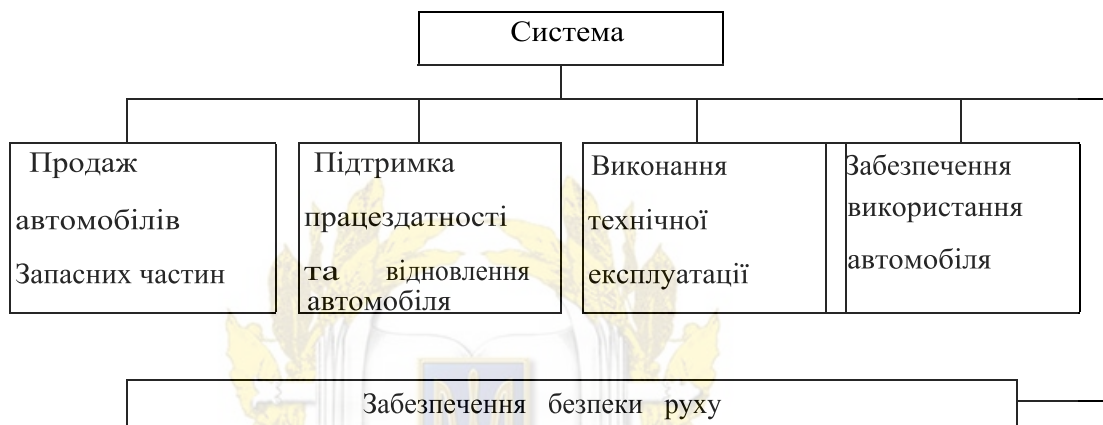 Система
Продаж
автомобілів
Запасних частин
Підтримка
працездатності
та відновлення
автомобіля
Виконання
технічної
експлуатації
Забезпечення
використання
автомобіля
Забезпечення безпеки руху